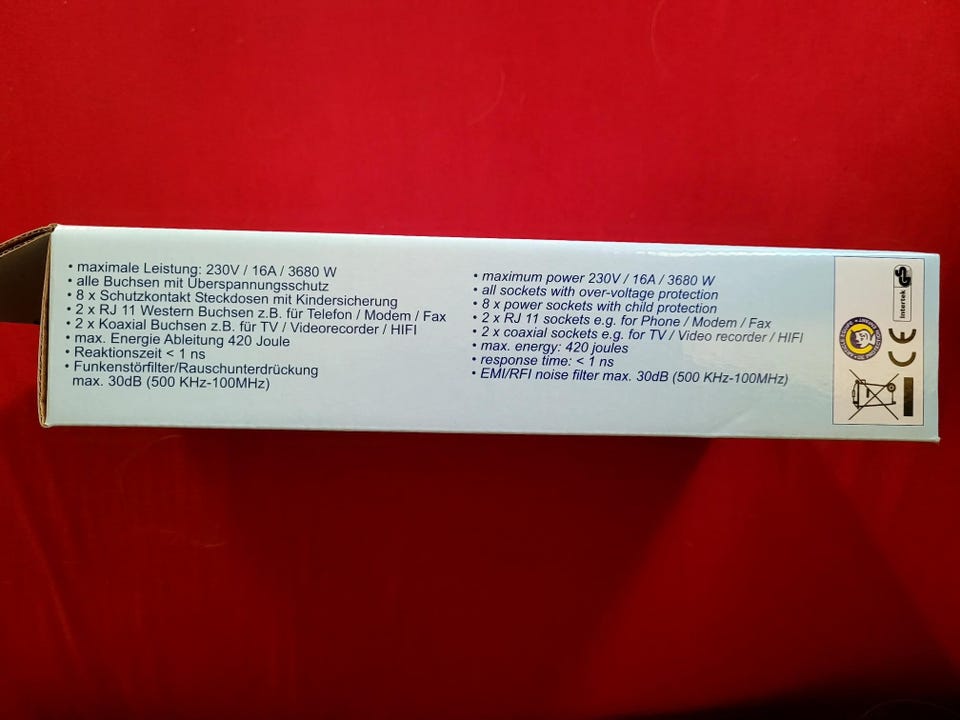 • maximale Leistung: 230V / 16A / 3680 W
• alle Buchsen mit Überspannungsschutz
• 8 x Schutzkontakt Steckdosen mit Kindersicherung
• 2 x RJ 11 Western Buchsen z.B. für Telefon / Modem / Fax
• 2 x Koaxial Buchsen z.B. für TV / Videorecorder / HIFI
• max. Energie Ableitung 420 Joule
• Reaktionszeit < 1 ns
• Funkenstörfilter/Rauschunterdrückung
max. 30dB (500 KHz-100MHz)
• maximum power 230V / 16A / 3680 W
• all sockets with over-voltage protection
• 8 x power sockets with child protection
• 2 x RJ 11 sockets e.g. for Phone / Modem / Fax
• 2 x coaxial sockets e.g. for TV / Video recorder / HIFI
• max. energy: 420 joules
• response time: < 1 ns
• EMI/RFI noise filter max. 30dB (500 KHz-100MHz)
Intertek
GS
CE